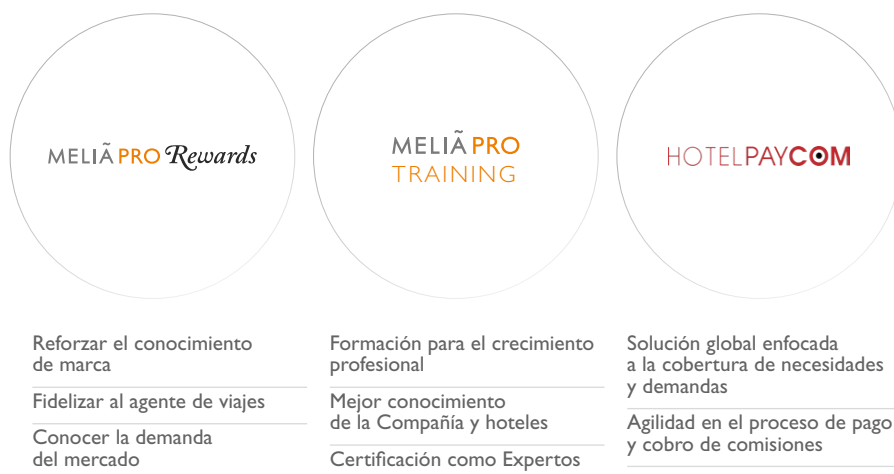 MELIÃ PRO Rewards
MELIÃ PRO
TRAINING
HOTELPAYCOM
Reforzar el conocimiento
de marca
Fidelizar al agente de viajes
Conocer la demanda
del mercado
Formación para el crecimiento
profesional
Mejor conocimiento
de la Compañía y hoteles
Certificación como Expertos
Solución global enfocada
a la cobertura de necesidades
y demandas
Agilidad en el proceso de pago
y cobro de comisiones